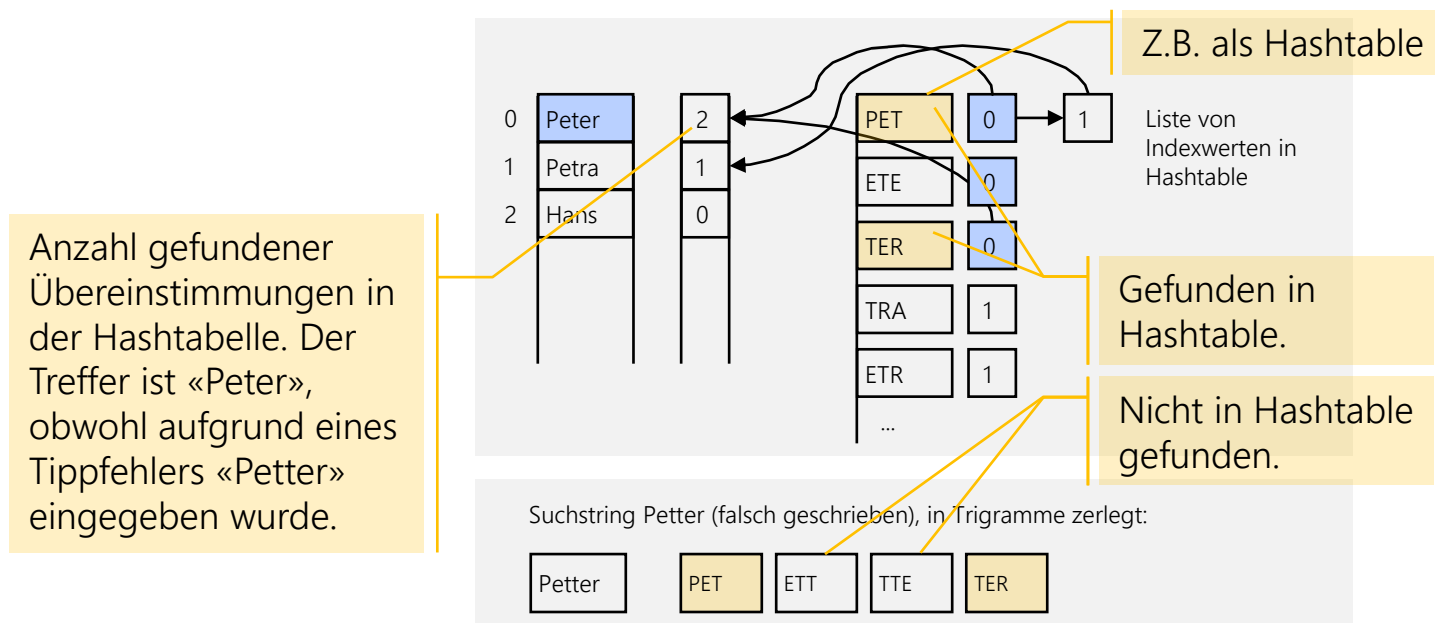 Z.B. als Hashtable
0 Peter 2 PET 0 1
Liste von
Indexwerten in
Hashtable
1 Petra 1 ETE 0
2 Hans 0 TER 0
TRA 1
ETR 1
...
Anzahl gefundener
Übereinstimmungen in
der Hashtabelle. Der
Treffer ist «Peter»,
obwohl aufgrund eines
Tippfehlers «Petter»
eingegeben wurde.
Gefunden in
Hashtable.
Nicht in Hashtable
gefunden.
Suchstring Petter (falsch geschrieben), in Trigramme zerlegt:
Petter PET ETT TTE TER